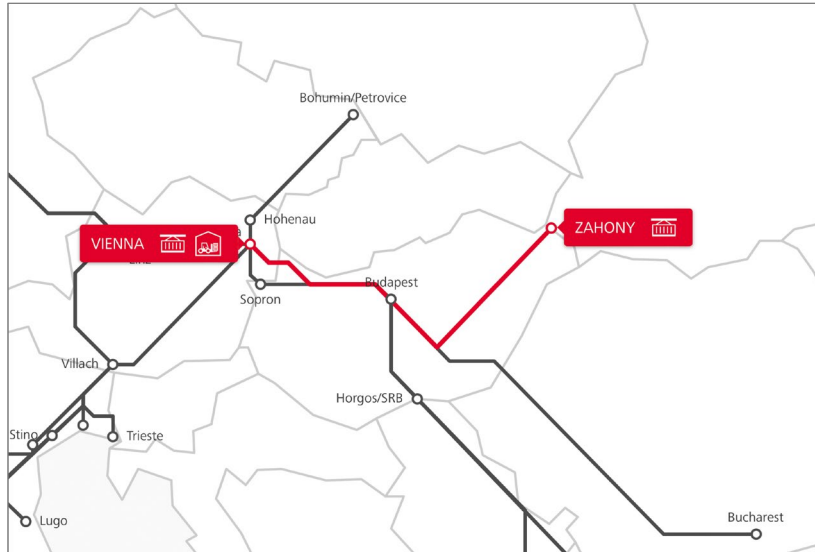 Bohumin/Petrovice
Hohenau
VIENNA
ZAHONY
Sopron
Budapest
Villach
Horgos/SRB
Stino
Trieste
Lugo
Bucharest